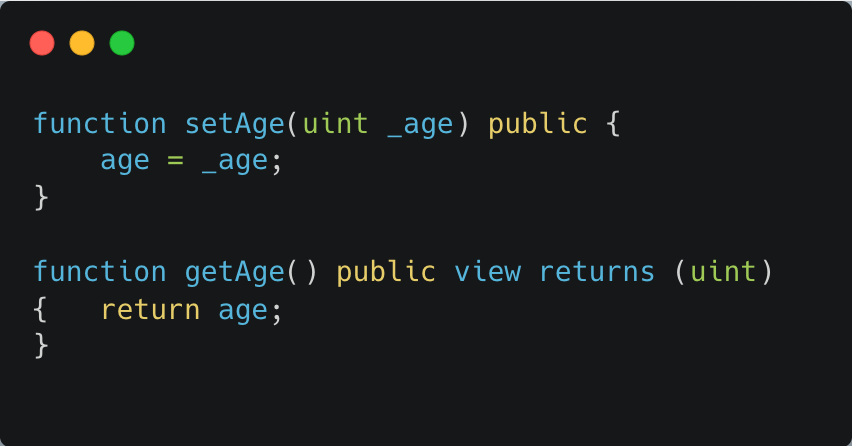 function setAge(uint _age) public {
    age = _age;
}

function getAge() public view returns (uint)
{   return age;
}